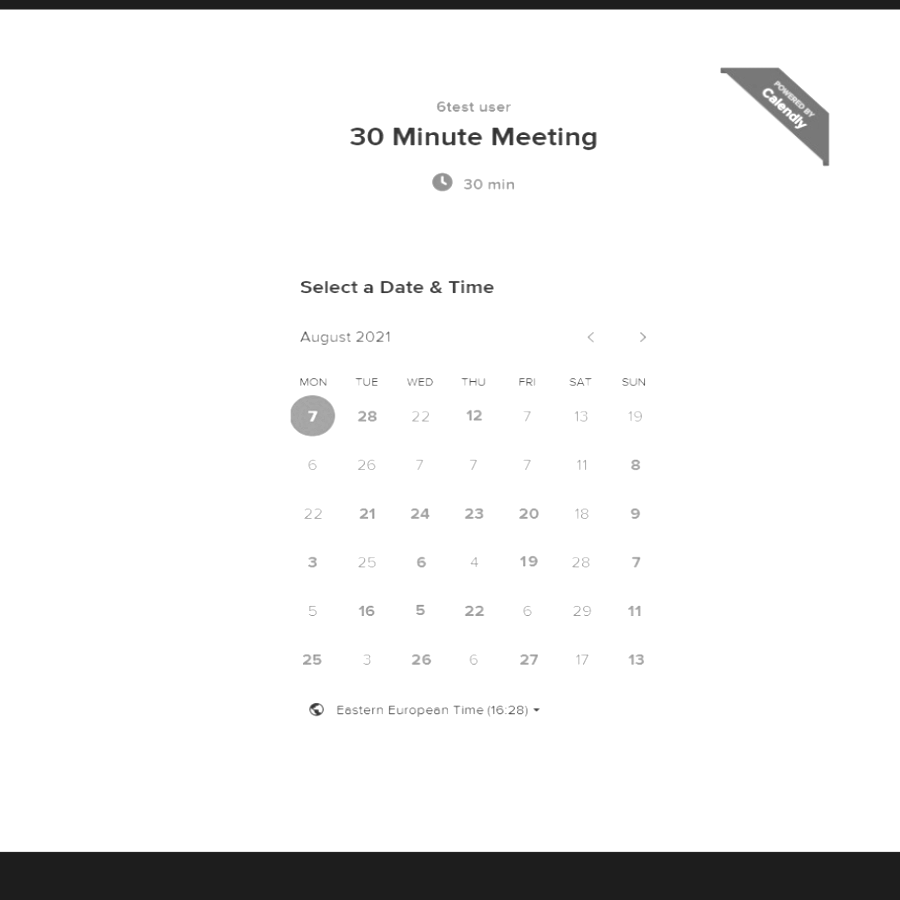 POWERED BY
Calendly
6test user
30 Minute Meeting
30 min
Select a Date & Time
August 2021
MON TUE WED THU FRI SAT SUN
7 28 22 12 7 13 19
6 26 7 7 7 11 8
22 21 24 23 20 18 9
3 25 6 4 19 28 7
5 16 5 22 6 29 11
25 3 26 6 27 17 13
Eastern European Time (16:28)